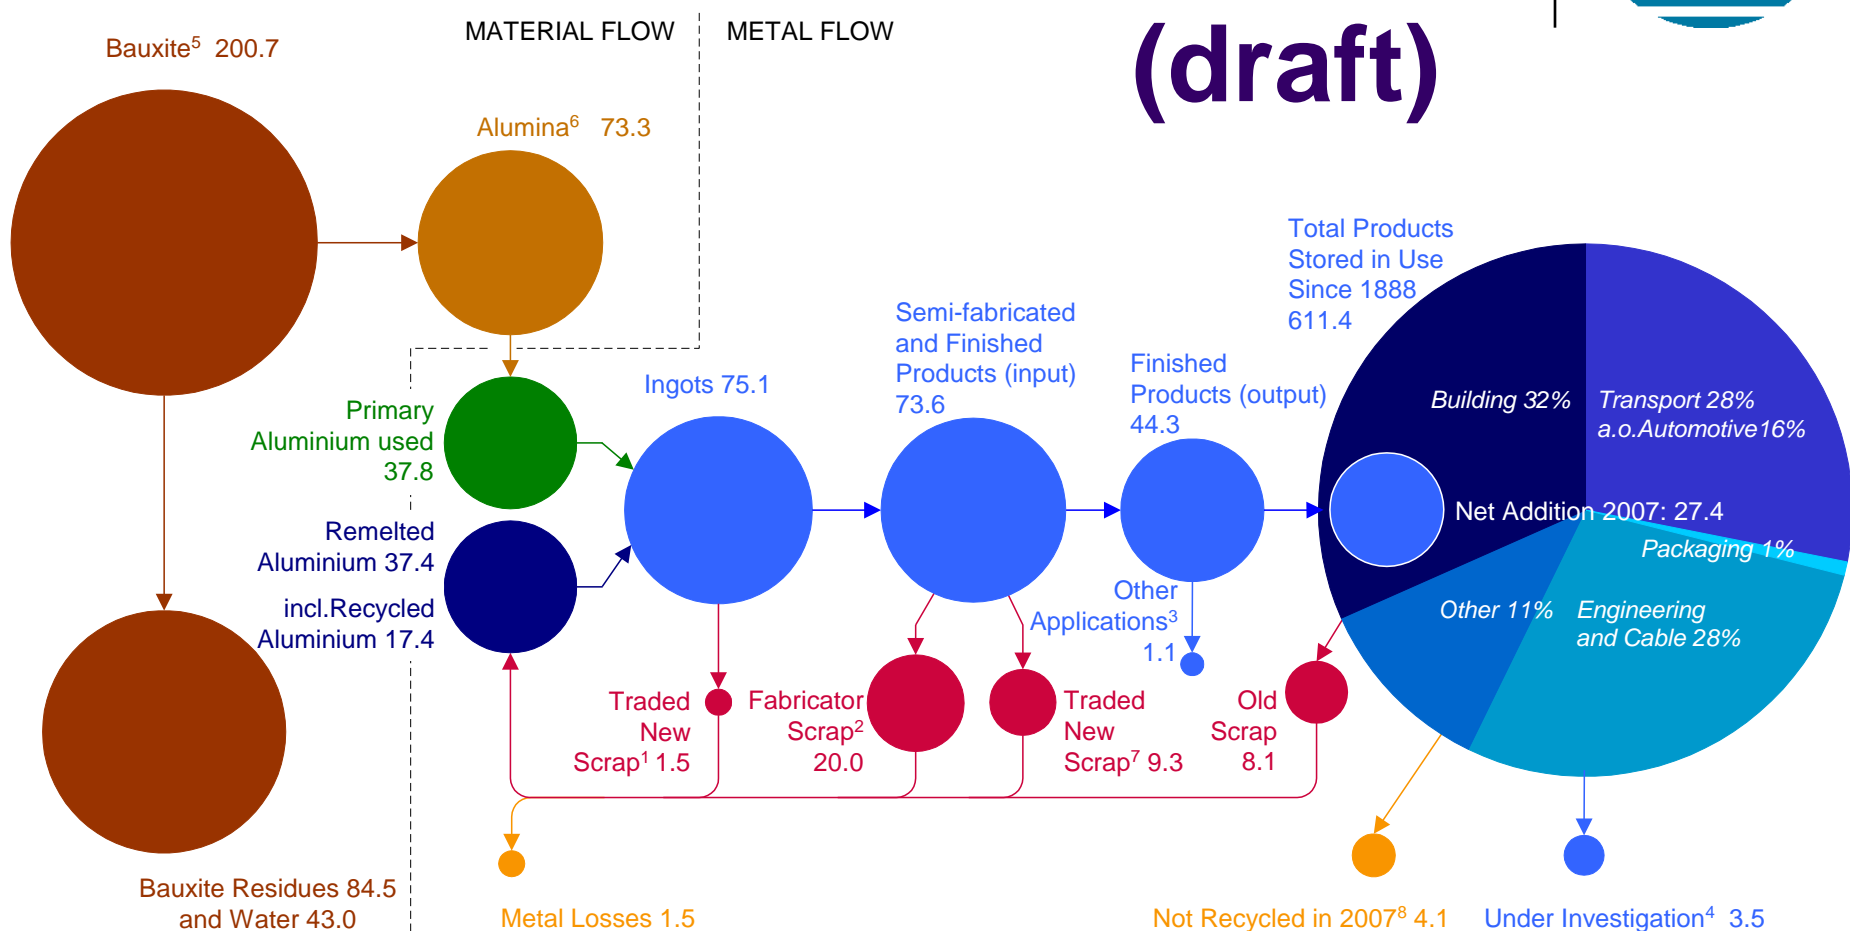 MATERIAL FLOW
METAL FLOW
(draft)
Bauxite⁵ 200.7
Alumina⁶ 73.3
Total Products
Stored in Use
Since 1888
611.4
Semi-fabricated
and Finished
Products (input)
73.6
Finished
Products (output)
44.3
Ingots 75.1
Primary
Aluminium used
37.8
Building 32%
Transport 28%
a.o.Automotive16%
Net Addition 2007: 27.4
Packaging 1%
Remelted
Aluminium 37.4
incl.Recycled
Aluminium 17.4
Other
Applications³
1.1
Other 11%
Engineering
and Cable 28%
Traded
New
Scrap¹ 1.5
Fabricator
Scrap²
20.0
Traded
New
Scrap⁷ 9.3
Old
Scrap
8.1
Bauxite Residues 84.5
and Water 43.0
Metal Losses 1.5
Not Recycled in 2007⁸ 4.1
Under Investigation⁴ 3.5